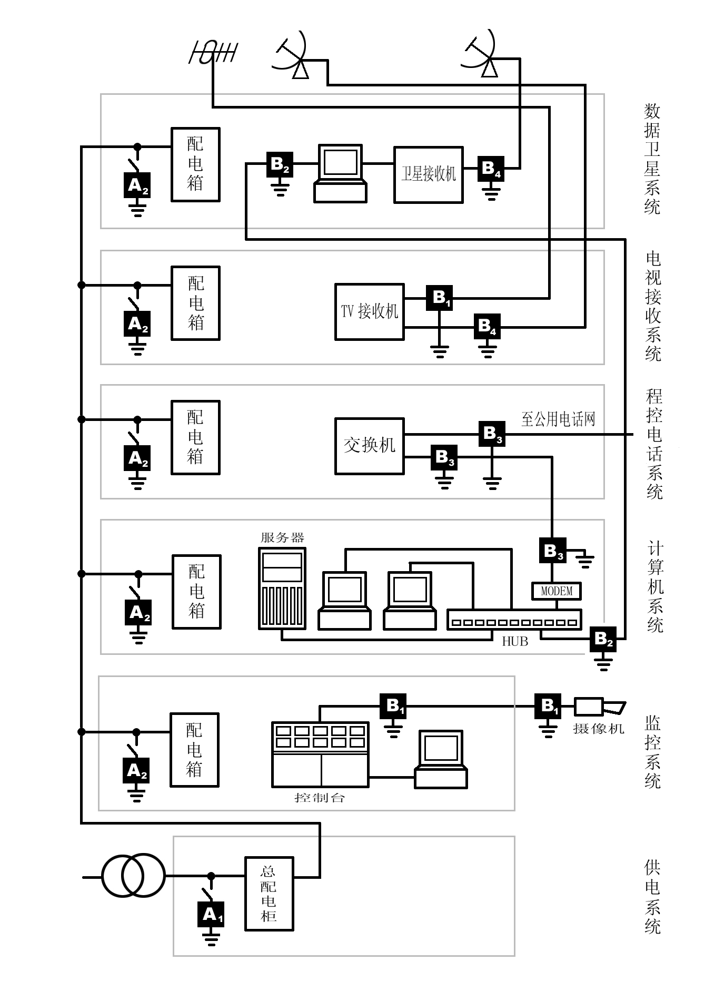 数据卫星系统
配电箱
A2
B2
卫星接收机
B4
电视接收系统
配电箱
A2
TV 接收机
B1
B4
程控电话系统
配电箱
A2
交换机
B3
至公用电话网
B3
计算机系统
配电箱
A2
服务器
B3
MODEM
HUB
B2
监控系统
配电箱
A2
B1
B1
摄像机
控制台
供电系统
总配电柜
A1